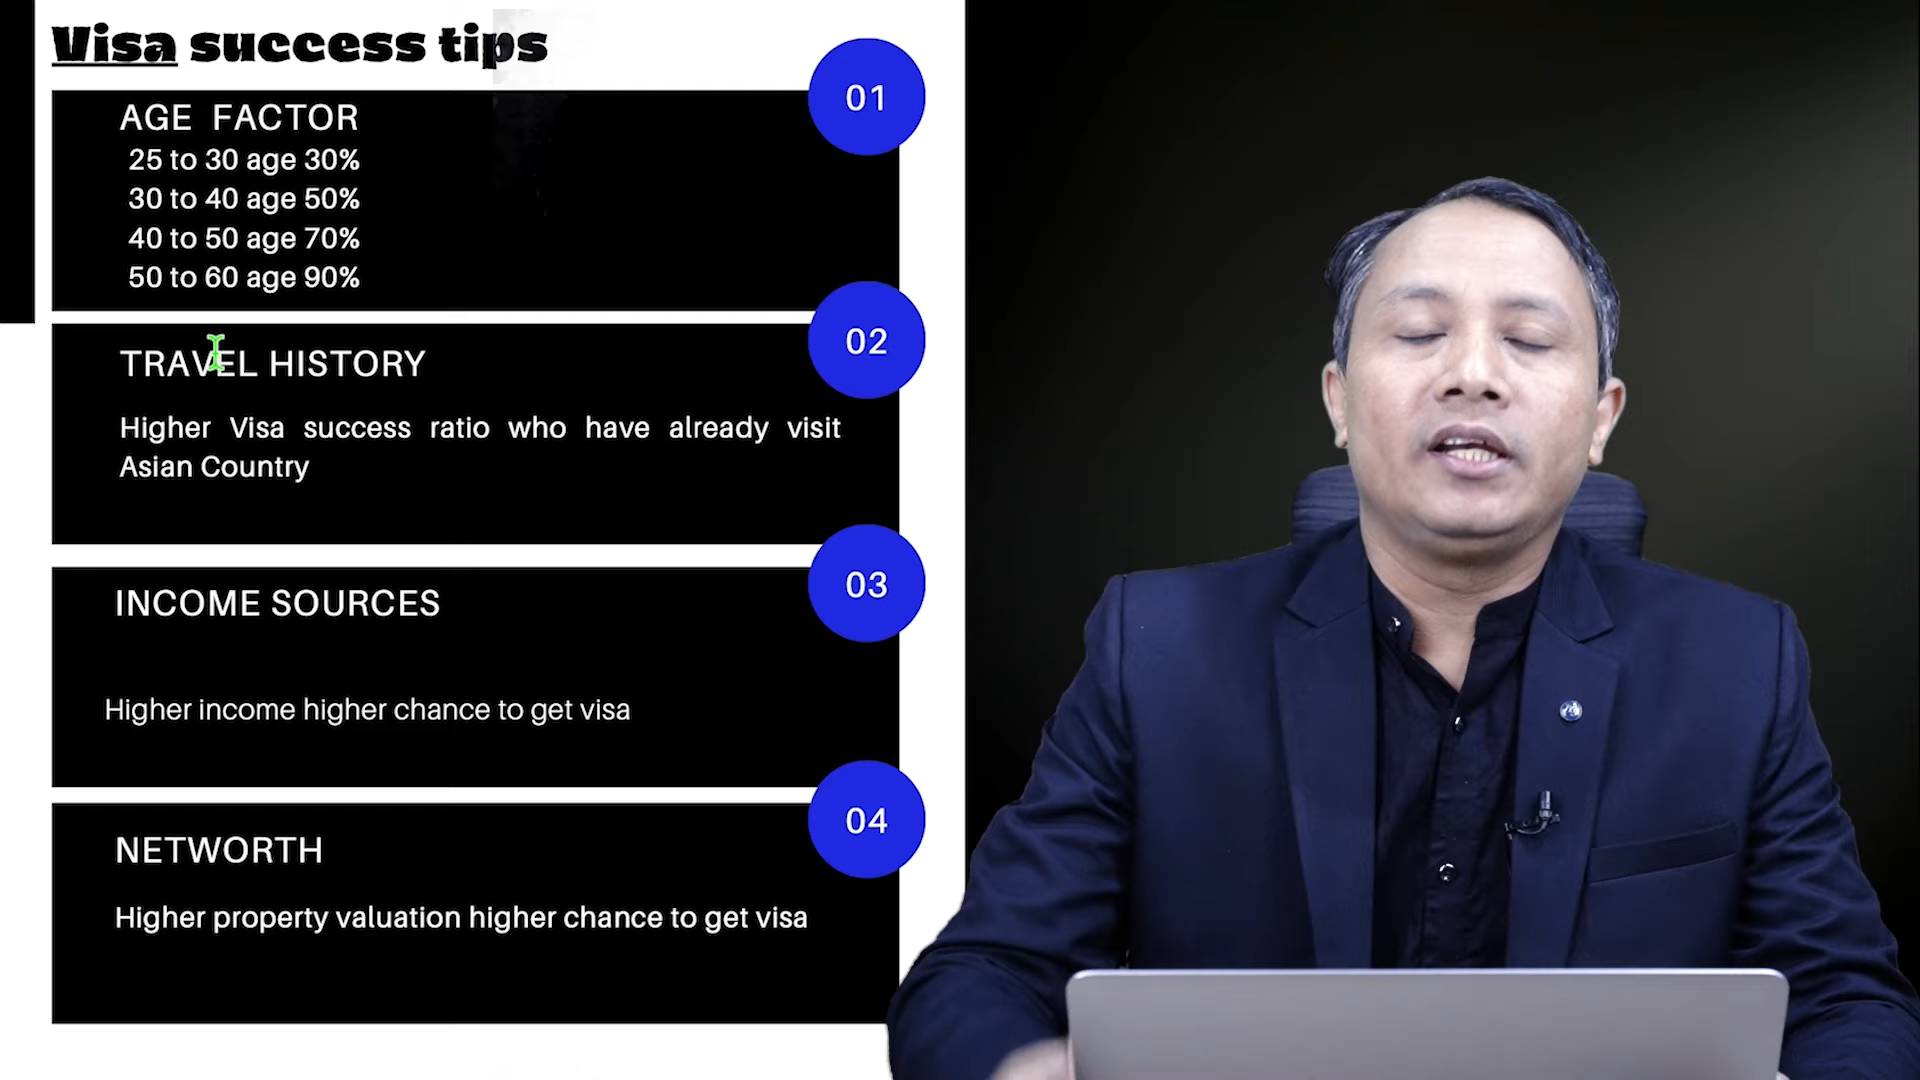 Visa success tips
01
AGE FACTOR
25 to 30 age 30%
30 to 40 age 50%
40 to 50 age 70%
50 to 60 age 90%
02
TRAVEL HISTORY
Higher Visa success ratio who have already visit
Asian Country
03
INCOME SOURCES
Higher income higher chance to get visa
04
NETWORTH
Higher property valuation higher chance to get visa